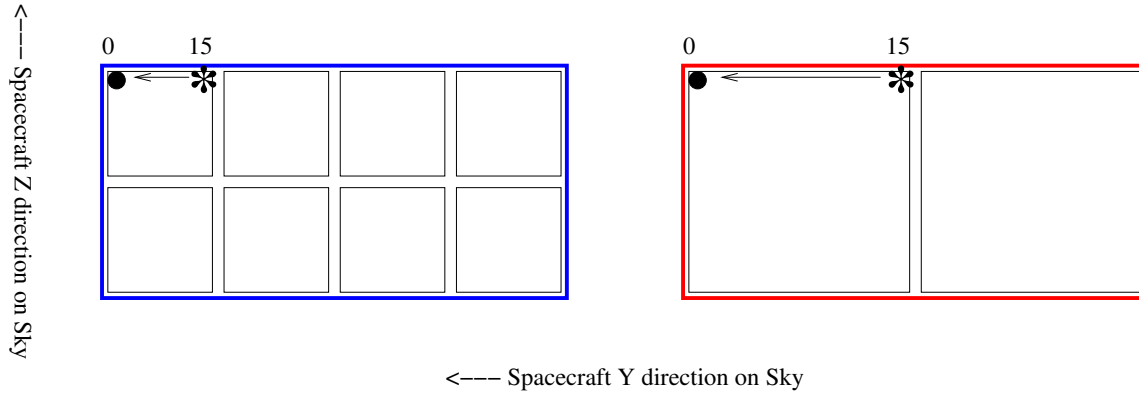 0 15 0 15
<--- Spacecraft Z direction on Sky
<--- Spacecraft Y direction on Sky